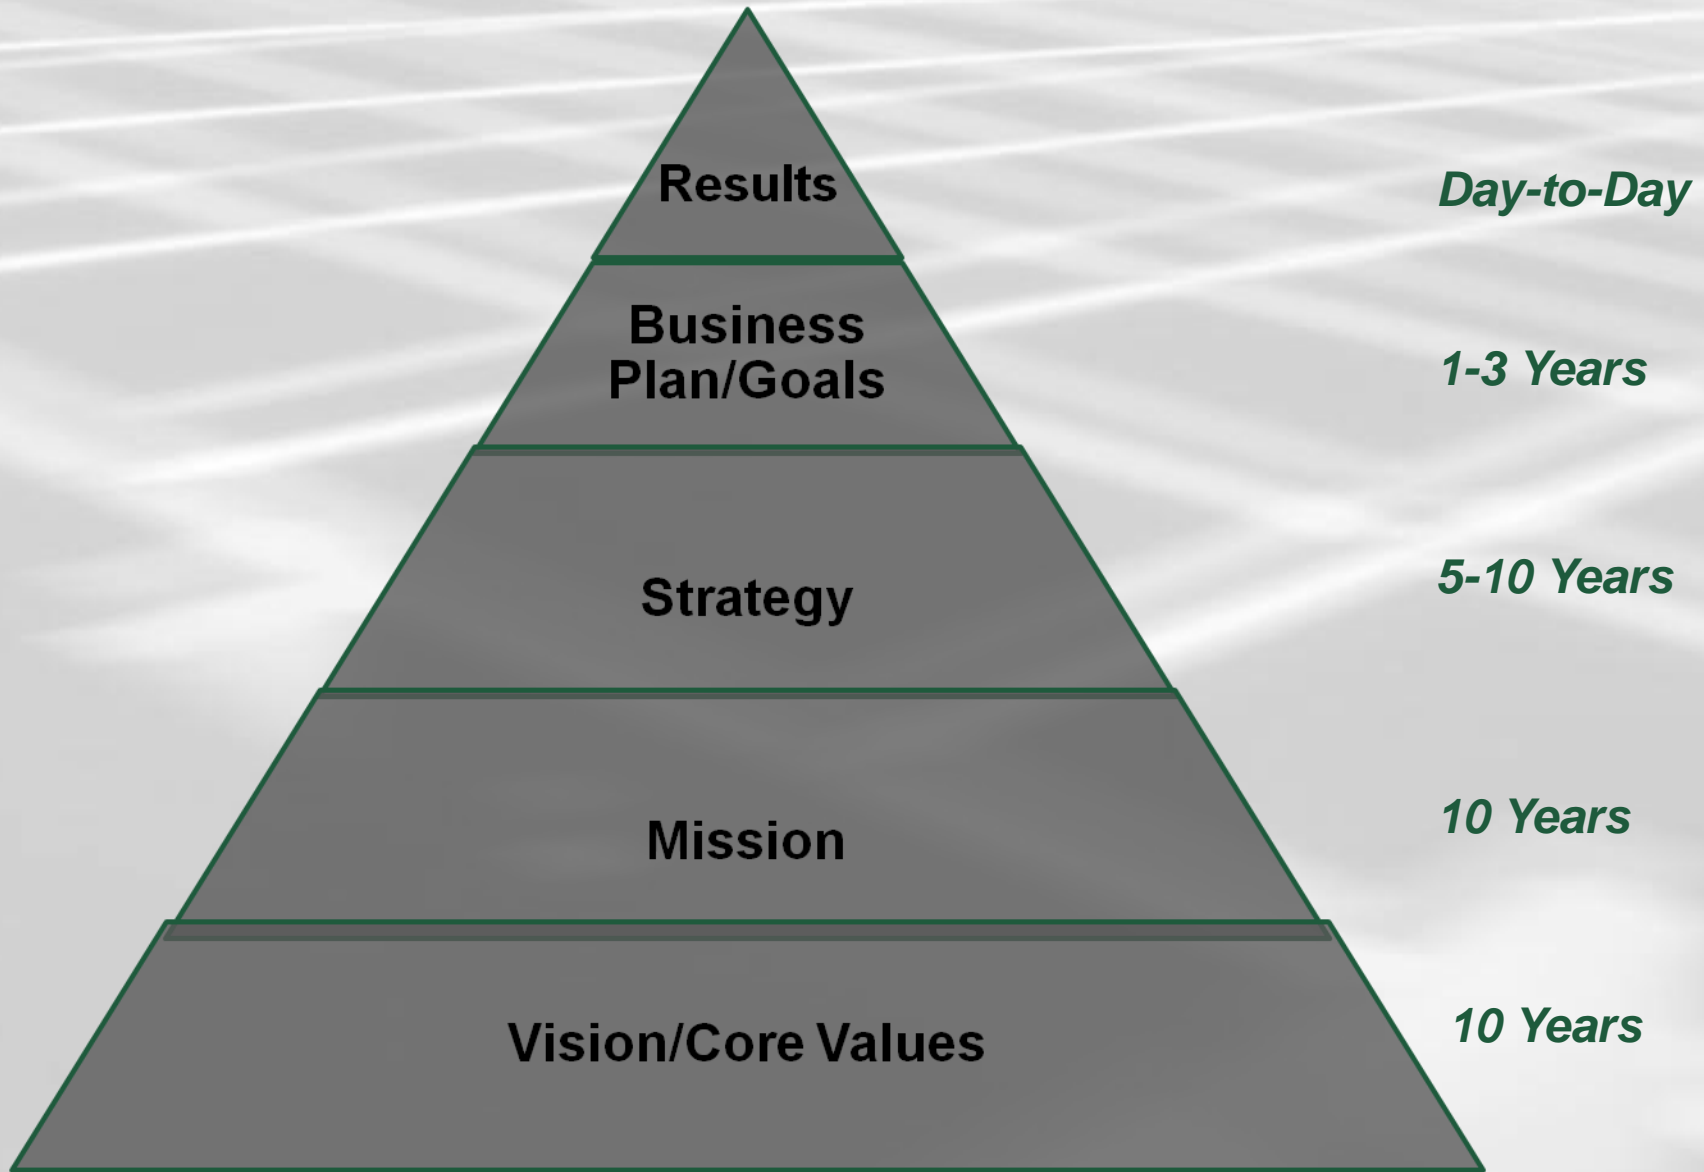 Results
Day-to-Day
Business
Plan/Goals
1-3 Years
Strategy
5-10 Years
Mission
10 Years
Vision/Core Values
10 Years